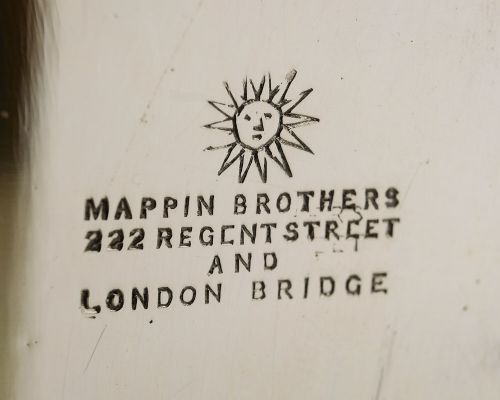 MAPPIN BROTHERS
222 REGENT STREET
AND
LONDON BRIDGE